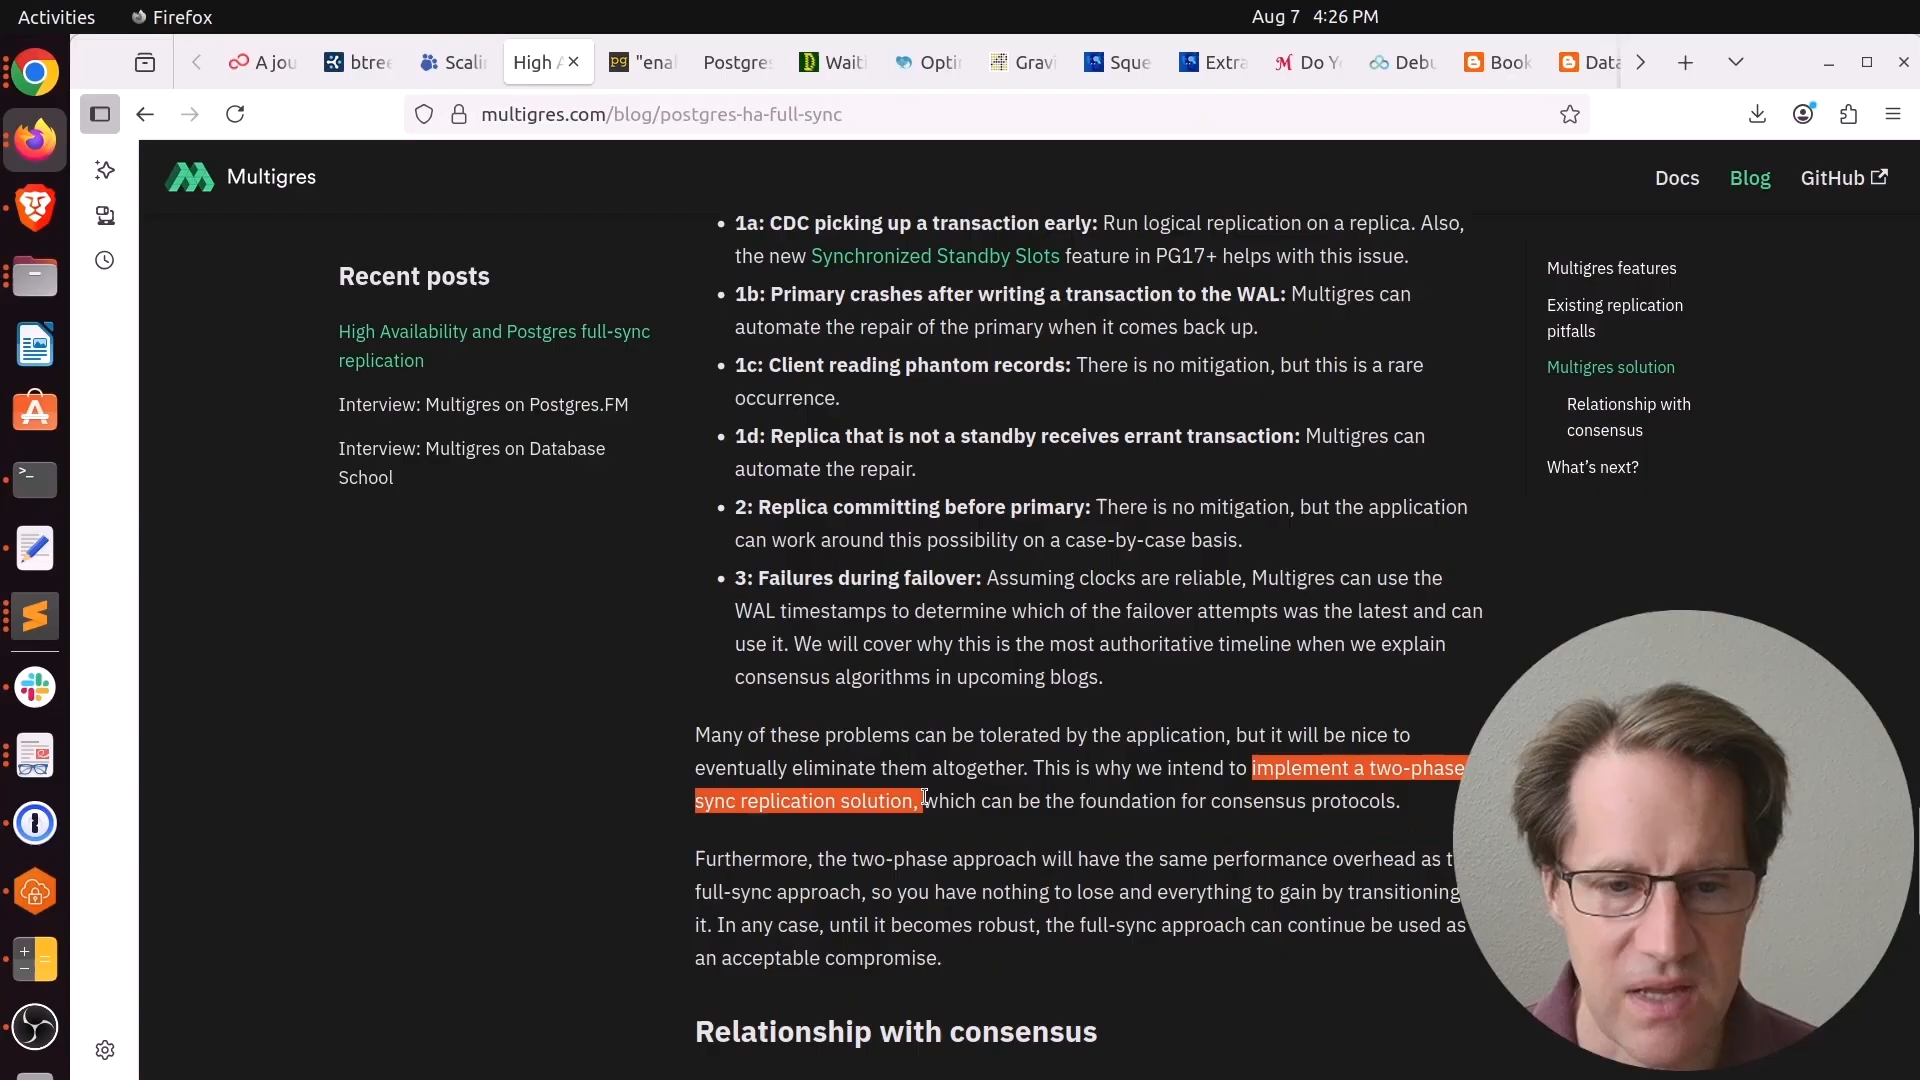 Activities
Firefox
Aug 7 4:26 PM
A jou
btree
Scali
High A
"enal
Postgres
Waiti
Optin
Gravi
Sque
Extra
Do Y
Debu
Book
Data
multigres.com/blog/postgres-ha-full-sync
Multigres
Docs
Blog
GitHub
Recent posts
High Availability and Postgres full-sync
replication
Interview: Multigres on Postgres.FM
Interview: Multigres on Database
School
1a: CDC picking up a transaction early: Run logical replication on a replica. Also,
the new Synchronized Standby Slots feature in PG17+ helps with this issue.
1b: Primary crashes after writing a transaction to the WAL: Multigres can
automate the repair of the primary when it comes back up.
1c: Client reading phantom records: There is no mitigation, but this is a rare
occurrence.
1d: Replica that is not a standby receives errant transaction: Multigres can
automate the repair.
2: Replica committing before primary: There is no mitigation, but the application
can work around this possibility on a case-by-case basis.
3: Failures during failover: Assuming clocks are reliable, Multigres can use the
WAL timestamps to determine which of the failover attempts was the latest and can
use it. We will cover why this is the most authoritative timeline when we explain
consensus algorithms in upcoming blogs.
Many of these problems can be tolerated by the application, but it will be nice to
eventually eliminate them altogether. This is why we intend to implement a two-phase
sync replication solution, which can be the foundation for consensus protocols.
Furthermore, the two-phase approach will have the same performance overhead as t
full-sync approach, so you have nothing to lose and everything to gain by transitioning
it. In any case, until it becomes robust, the full-sync approach can continue be used as
an acceptable compromise.
Relationship with consensus
Multigres features
Existing replication
pitfalls
Multigres solution
Relationship with
consensus
What's next?